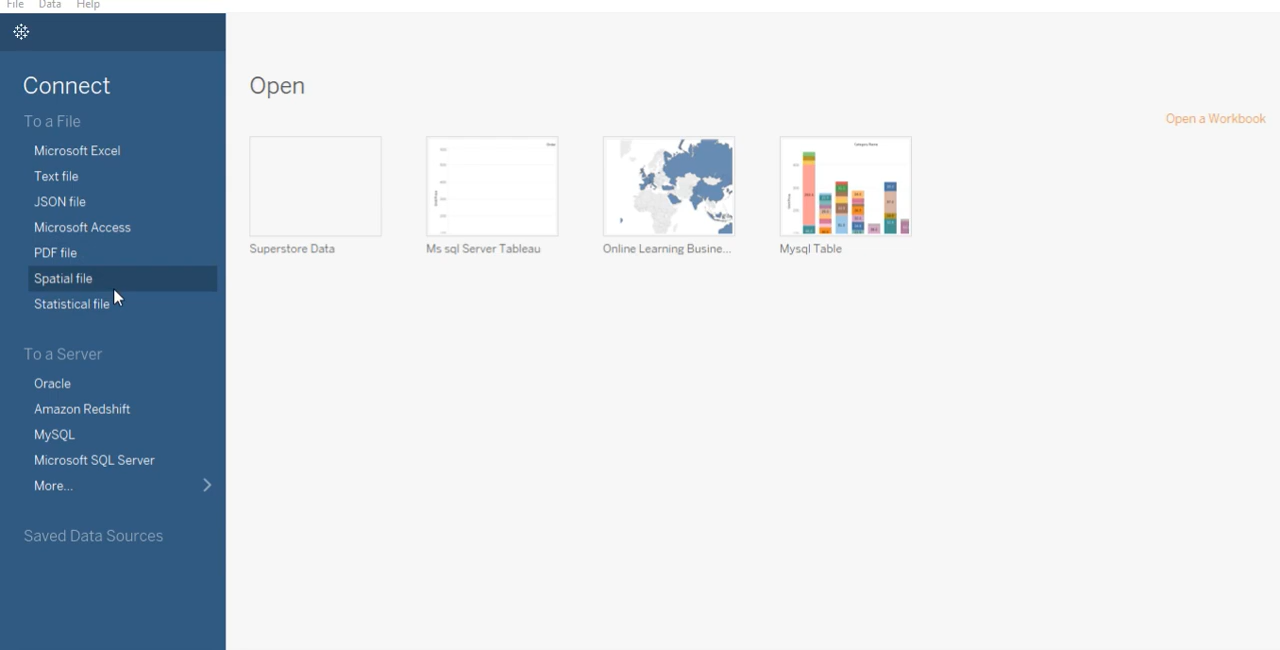 File Data Help
Connect
To a File
Microsoft Excel
Text file
JSON file
Microsoft Access
PDF file
Spatial file
Statistical file
To a Server
Oracle
Amazon Redshift
MySQL
Microsoft SQL Server
More...
Saved Data Sources
Open
Open a Workbook
Superstore Data
Ms sql Server Tableau
Online Learning Busine...
Mysql Table